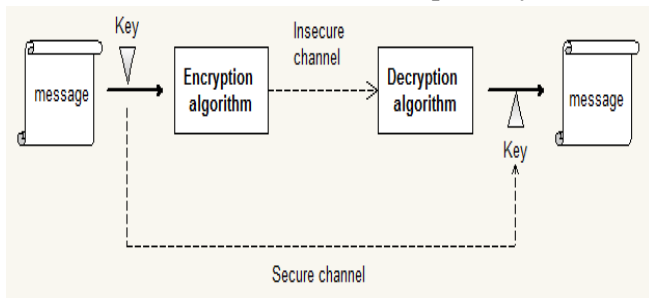 Key
Insecure
channel
message
Encryption
algorithm
Decryption
algorithm
message
Key
Secure channel